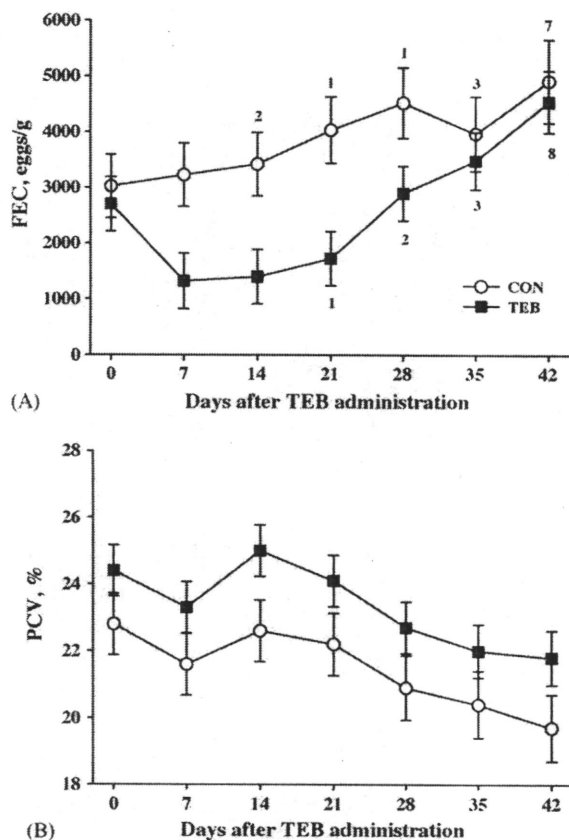 7
6000
1
2 1 3
5000
4000
FEC, eggs/g
3000
8
3
2000
2
CON
1000
1 TEB
0
0 7 14 21 28 35 42
(A) Days after TEB administration
28
26
24
PCV, %
22
20
18
0 7 14 21 28 35 42
(B) Days after TEB administration